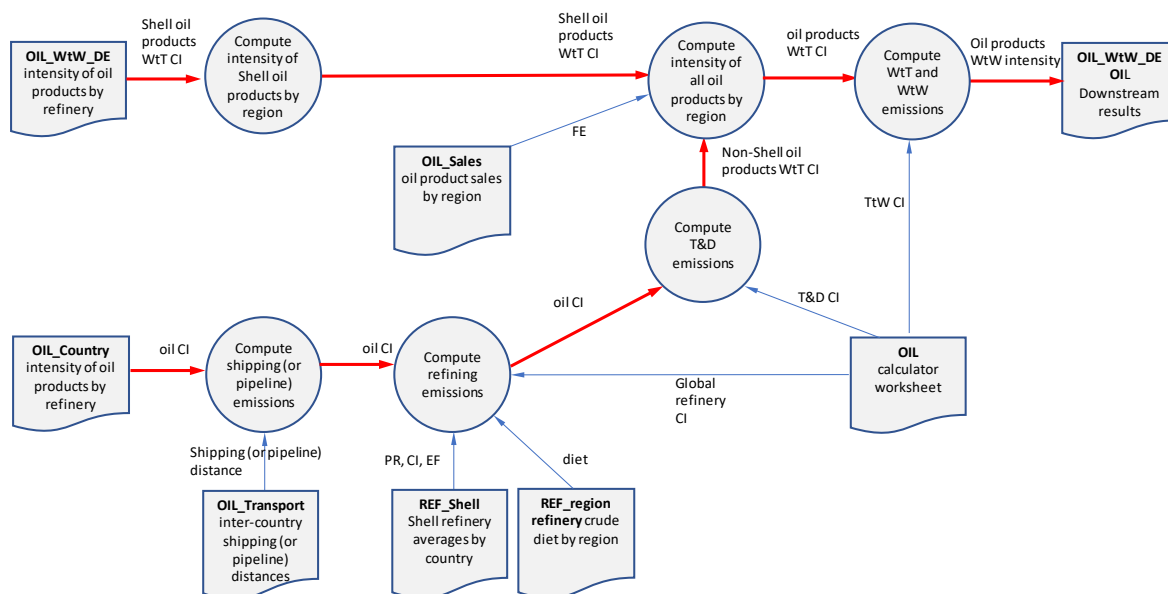 Shell oil
products
WtT CI
OIL_WtW_DE
intensity of oil
products by
refinery
Compute
intensity of
Shell oil
products by
region
Shell oil
products
WtT CI
Compute
intensity of
all oil
products by
region
oil products
WtT CI
Compute
WtT and
WtW
emissions
Oil products
WtW intensity
OIL_WtW_DE
OIL
Downstream
results
FE
OIL_Sales
oil product sales
by region
Non-Shell oil
products WtT CI
TtW CI
Compute
T&D
emissions
T&D CI
oil CI
OIL_Country
intensity of oil
products by
refinery
oil CI
Compute
shipping (or
pipeline)
emissions
oil CI
Compute
refining
emissions
Global
refinery
CI
OIL
calculator
worksheet
Shipping (or pipeline)
distance
PR, CI, EF
diet
OIL_Transport
inter-country
shipping (or
pipeline)
distances
REF_Shell
Shell refinery
averages by
country
REF_region
refinery crude
diet by region